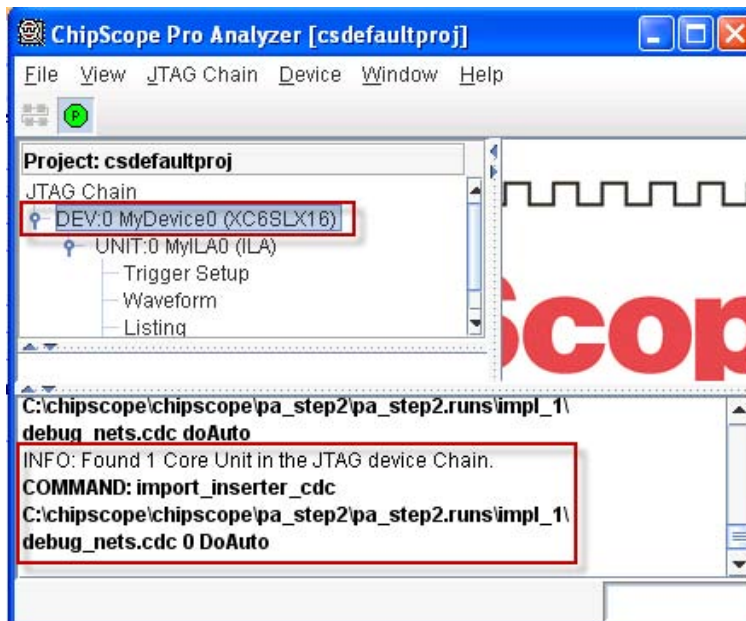 ChipScope Pro Analyzer [csdefaultproj]
File View JTAG Chain Device Window Help
P
Project: csdefaultproj
JTAG Chain
DEV:0 MyDevice0 (XC6SLX16)
UNIT:0 MyILA0 (ILA)
Trigger Setup
Waveform
Listing
Scop
C:\chipscope\chipscope\pa_step2\pa_step2.runs\impl_1\
debug_nets.cdc doAuto
INFO: Found 1 Core Unit in the JTAG device Chain.
COMMAND: import_inserter_cdc
C:\chipscope\chipscope\pa_step2\pa_step2.runs\impl_1\
debug_nets.cdc 0 DoAuto